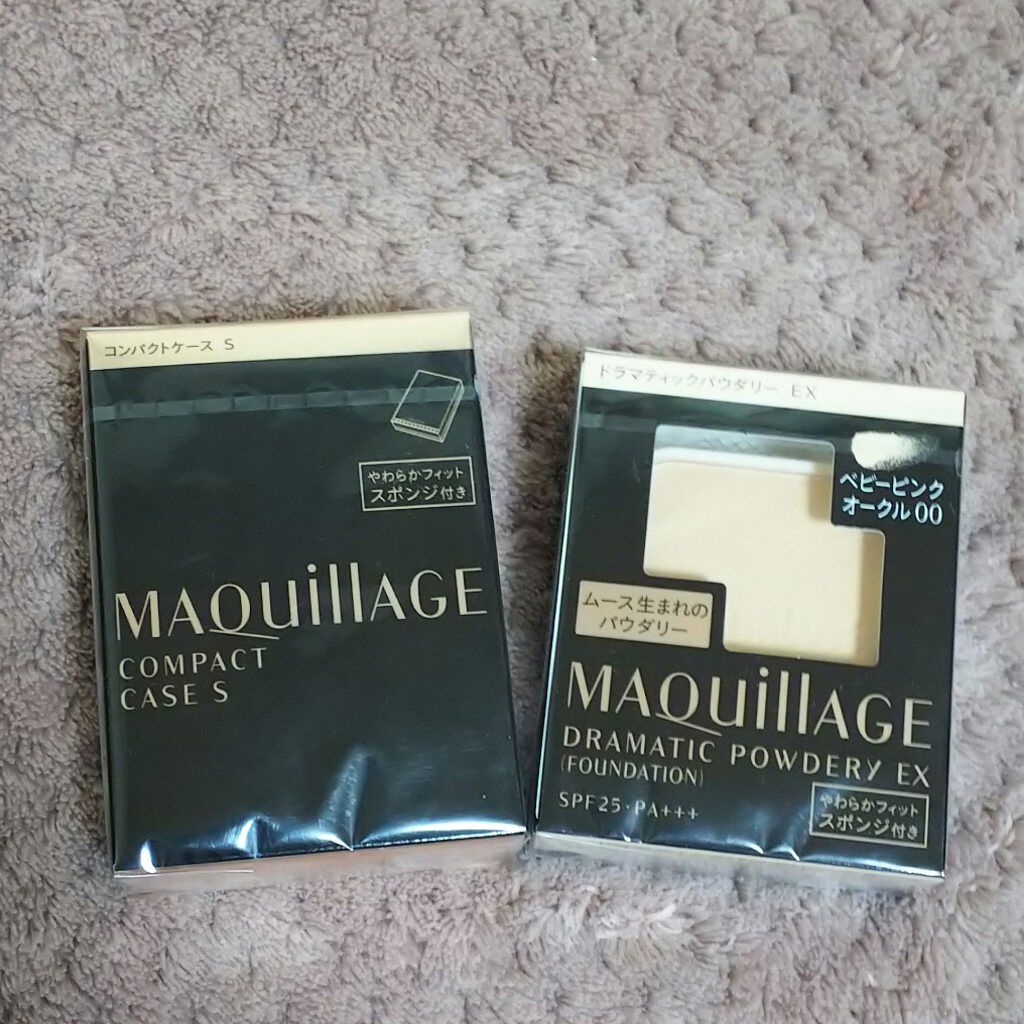 コンパクトケース S
やわらかフィット
スポンジ付き
MAQuillAGE
COMPACT
CASE S
ドラマティックパウダリー EX
ベビーピンク
オークル00
ムース生まれの
パウダリー
MAQuillAGE
DRAMATIC POWDERY EX
(FOUNDATION)
SPF25・PA+++
やわらかフィット
スポンジ付き